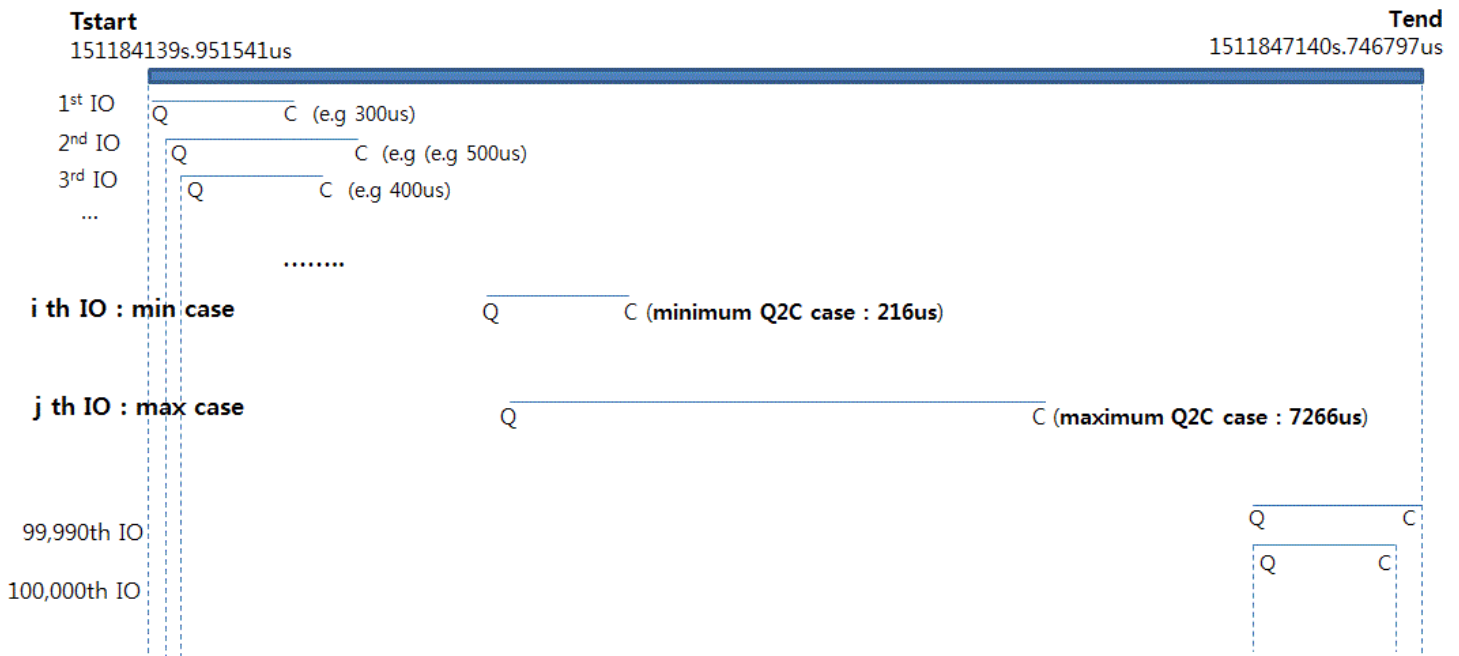 Tstart
151184139s.951541us
Tend
1511847140s.746797us
1st IO
Q C (e.g 300us)
2nd IO
Q C (e.g (e.g 500us)
3rd IO
Q C (e.g 400us)
...
........
i th IO : min case
Q C (minimum Q2C case : 216us)
j th IO : max case
Q C (maximum Q2C case : 7266us)
99,990th IO
Q C
100,000th IO
Q C